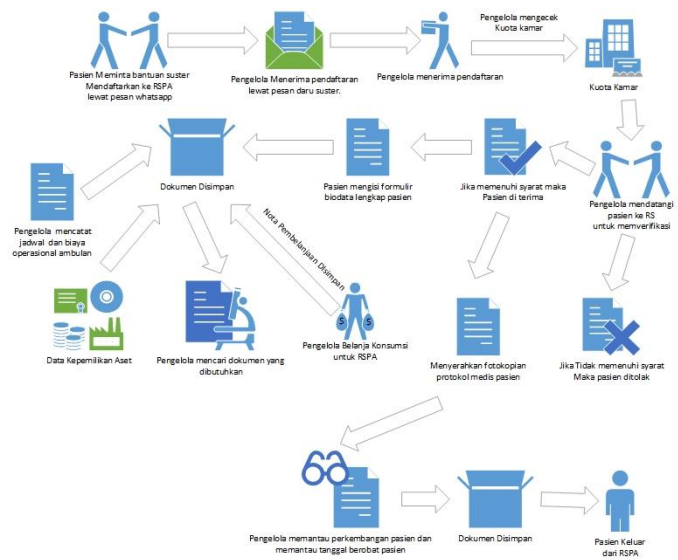 Pasien Meminta bantuan suster
Mendaftarkan ke RSPA
lewat pesan whatsapp
Pengelola Menerima pendaftaran
lewat pesan daru suster.
Pengelola menerima pendaftaran
Pengelola mengecek
Kuota kamar
Kuota Kamar
Dokumen Disimpan
Pasien mengisi formulir
biodata lengkap pasien
Jika memenuhi syarat maka
Pasien di terima
Pengelola mendatangi
pasien ke RS
untuk memverifikasi
Pengelola mencatat
jadwal dan biaya
operasional ambulan
Nota Pembelanjaan Disimpan
Data Kepemilikan Aset
Pengelola mencari dokumen yang
dibutuhkan
$ $
Pengelola Belanja Konsumsi
untuk RSPA
Menyerahkan fotokopian
protokol medis pasien
Jika Tidak memenuhi syarat
Maka pasien ditolak
Pengelola memantau perkembangan pasien dan
memantau tanggal berobat pasien
Dokumen Disimpan
Pasien Keluar
dari RSPA